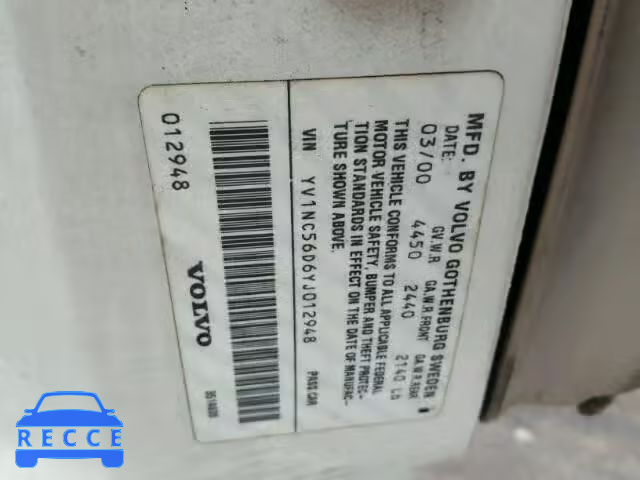 MFD. BY VOLVO GOTHENBURG SWEDEN
DATE: G.V.W.R GA.W.R.FRONT GA.W.R.REAR
03/00 4450 2440 2140 Lb
THIS VEHICLE CONFORMS TO ALL APPLICABLE FEDERAL
MOTOR VEHICLE SAFETY, BUMPER AND THEFT PROTEC-
TION STANDARDS IN EFFECT ON THE DATE OF MANUFAC-
TURE SHOWN ABOVE.
VIN YV1NC56D6YJ012948 PASS CAR
012948 VOLVO
RECCE